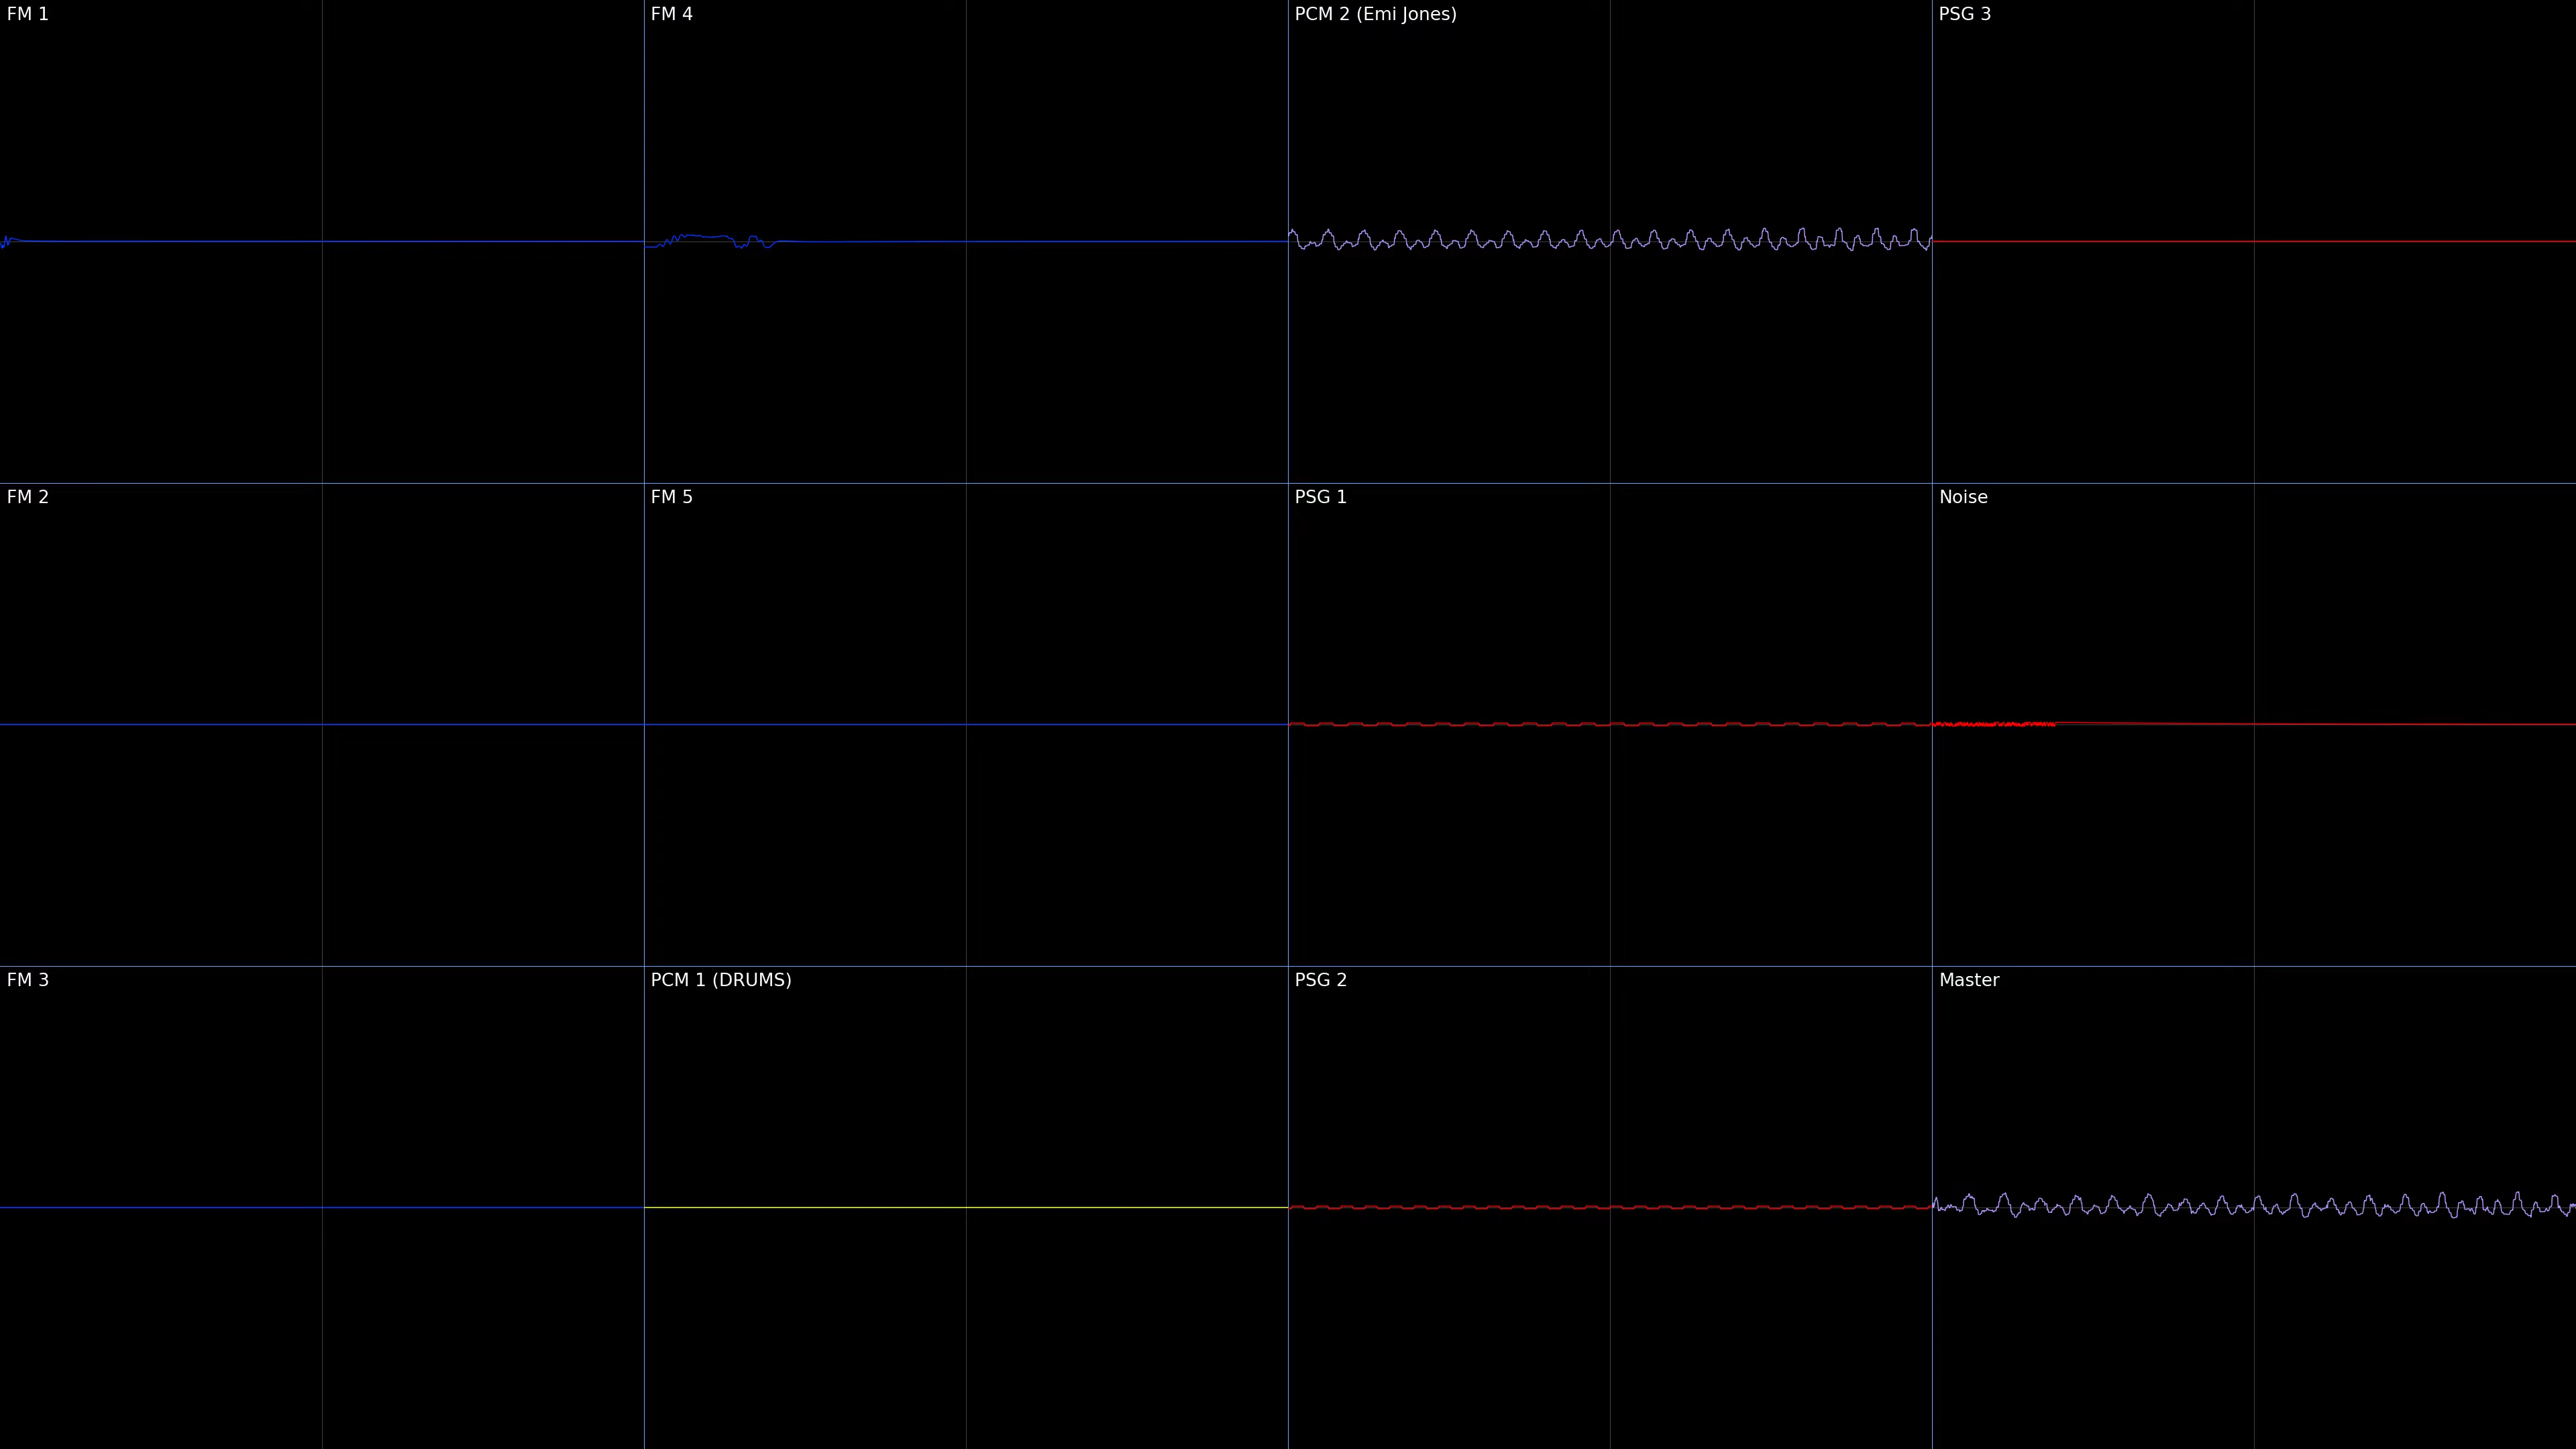 FM 1
FM 4
PCM 2 (Emi Jones)
PSG 3
FM 2
FM 5
PSG 1
Noise
FM 3
PCM 1 (DRUMS)
PSG 2
Master